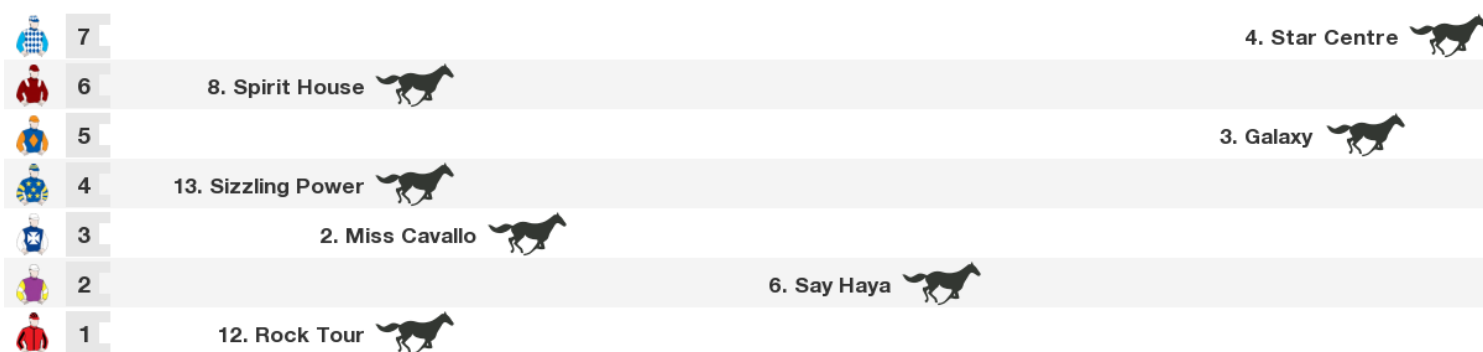 7 4. Star Centre
6 8. Spirit House
5 3. Galaxy
4 13. Sizzling Power
3 2. Miss Cavallo
2 6. Say Haya
1 12. Rock Tour